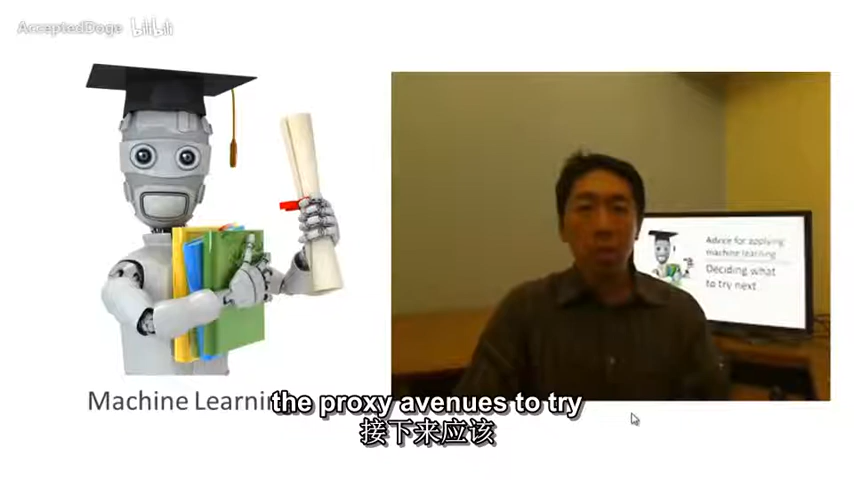 AcceptedDoge bilibili
Advice for applying
machine learning
Deciding what
to try next
Machine Learnin
the proxy avenues to try
接下来应该